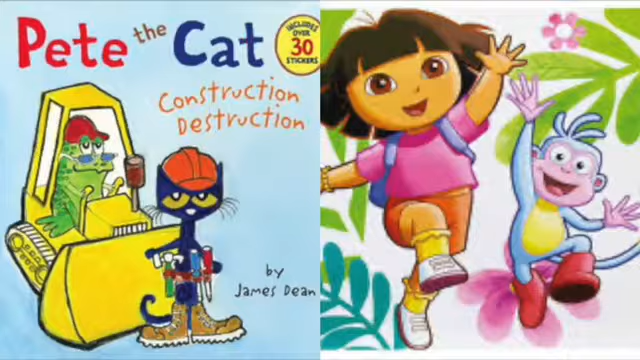 Pete the Cat
INCLUDES
OVER
30
STICKERS
Construction
Destruction
by
James Dean